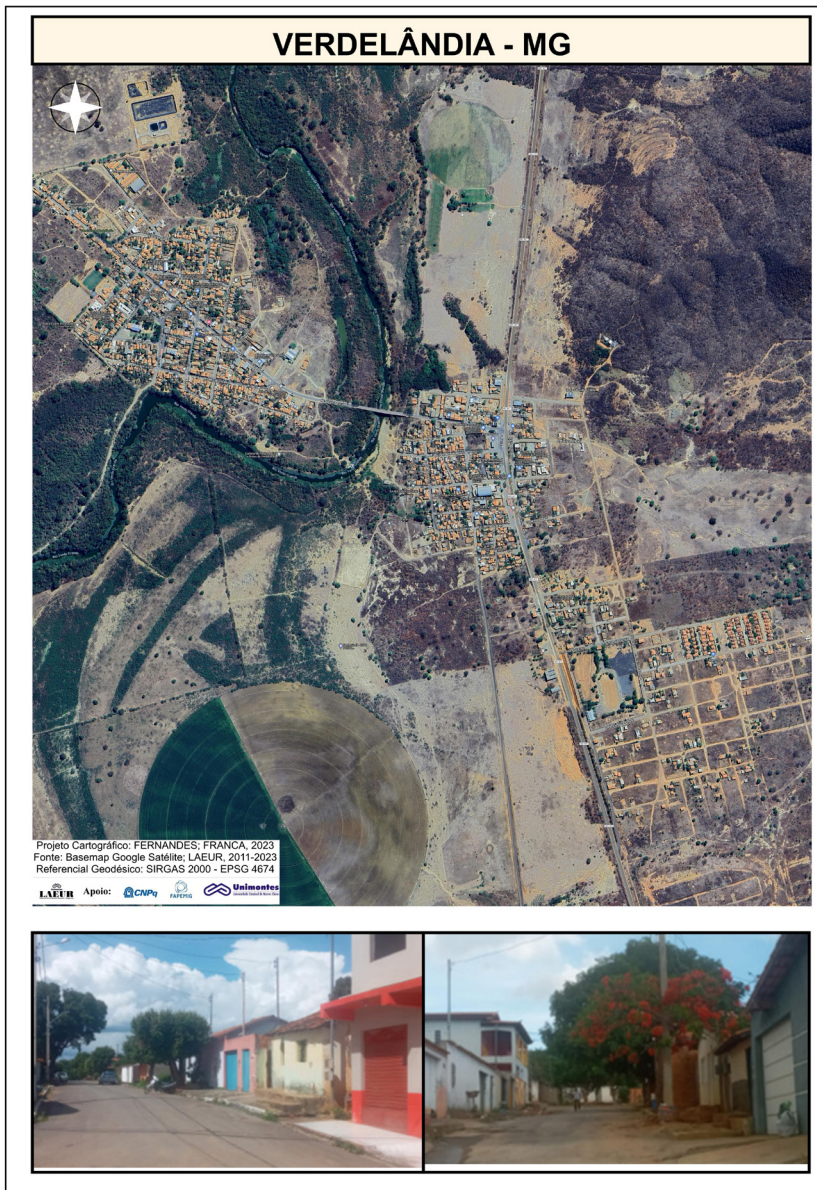 VERDELÂNDIA - MG
Projeto Cartográfico: FERNANDES; FRANCA, 2023
Fonte: Basemap Google Satélite; LAEUR, 2011-2023
Referencial Geodésico: SIRGAS 2000 - EPSG 4674
LAEUR Apoio: CNPq FAPEMIG Unimontes